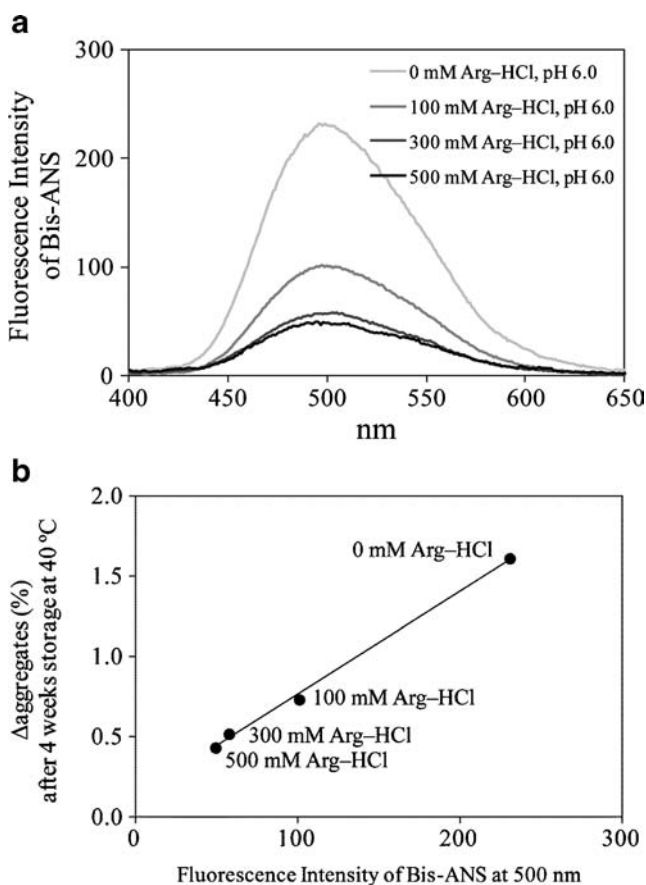 a
300
200
100
0
Fluorescence Intensity
of Bis-ANS
0 mM Arg–HCl, pH 6.0
100 mM Arg–HCl, pH 6.0
300 mM Arg–HCl, pH 6.0
500 mM Arg–HCl, pH 6.0
400 450 500 550 600 650
nm
b
2.0
1.5
1.0
0.5
0.0
Δaggregates (%)
after 4 weeks storage at 40 °C
0 mM Arg–HCl
100 mM Arg–HCl
300 mM Arg–HCl
500 mM Arg–HCl
0 100 200 300
Fluorescence Intensity of Bis-ANS at 500 nm